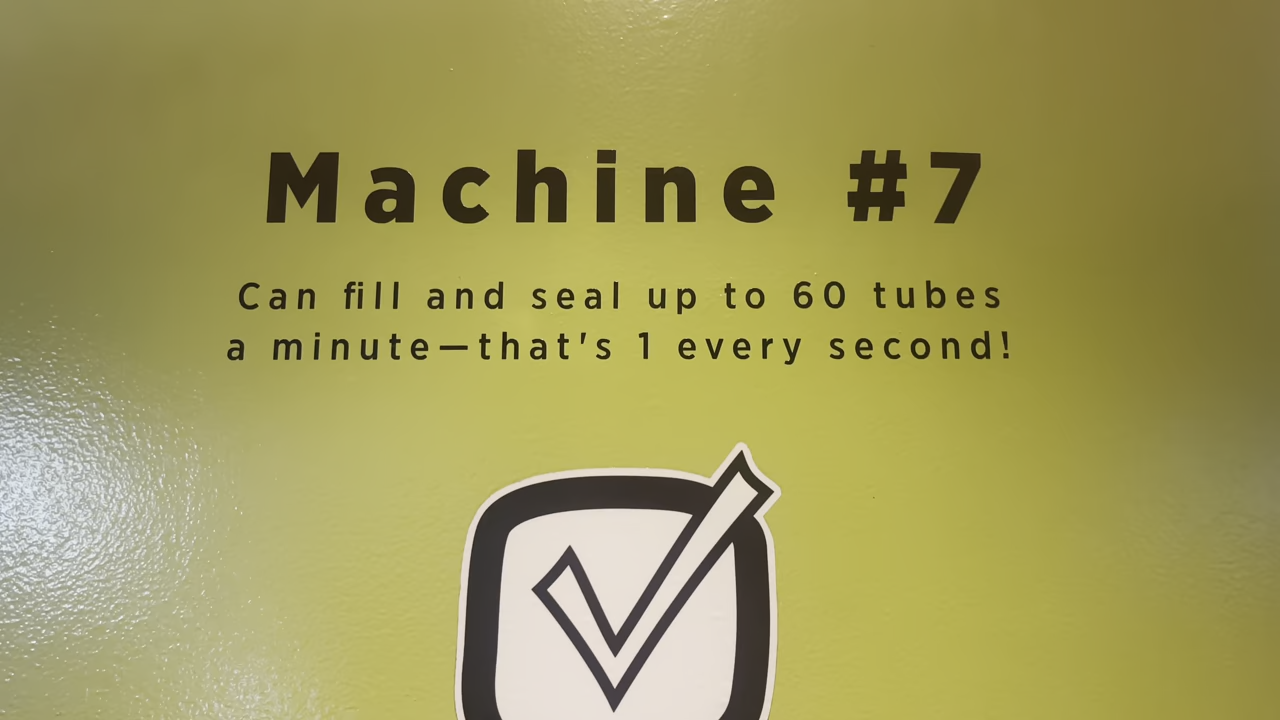 Machine #7
Can fill and seal up to 60 tubes
a minute—that's 1 every second!